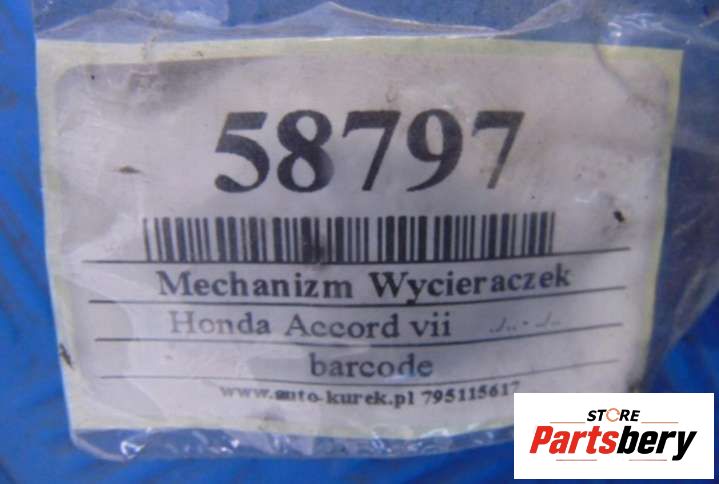 58797
Mechanizm Wycieraczek
Honda Accord vii ../..-../..
barcode
www.auto-kurek.pl 795115617
STORE
Partsbery